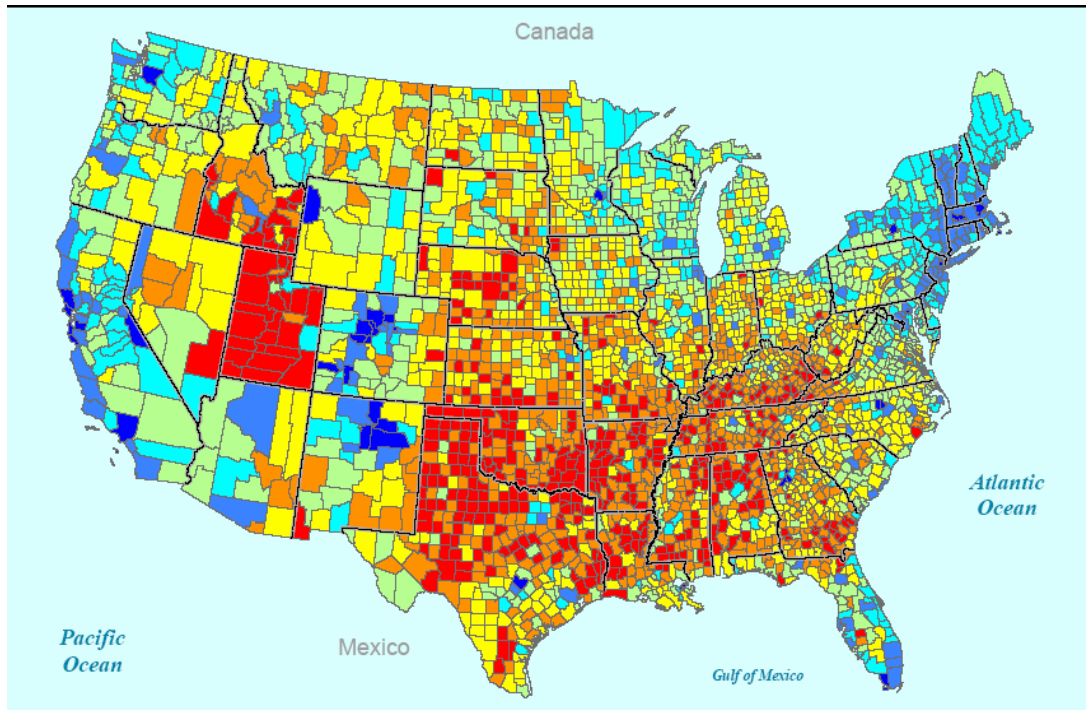 Canada
Atlantic
Ocean
Pacific
Ocean
Mexico
Gulf of Mexico